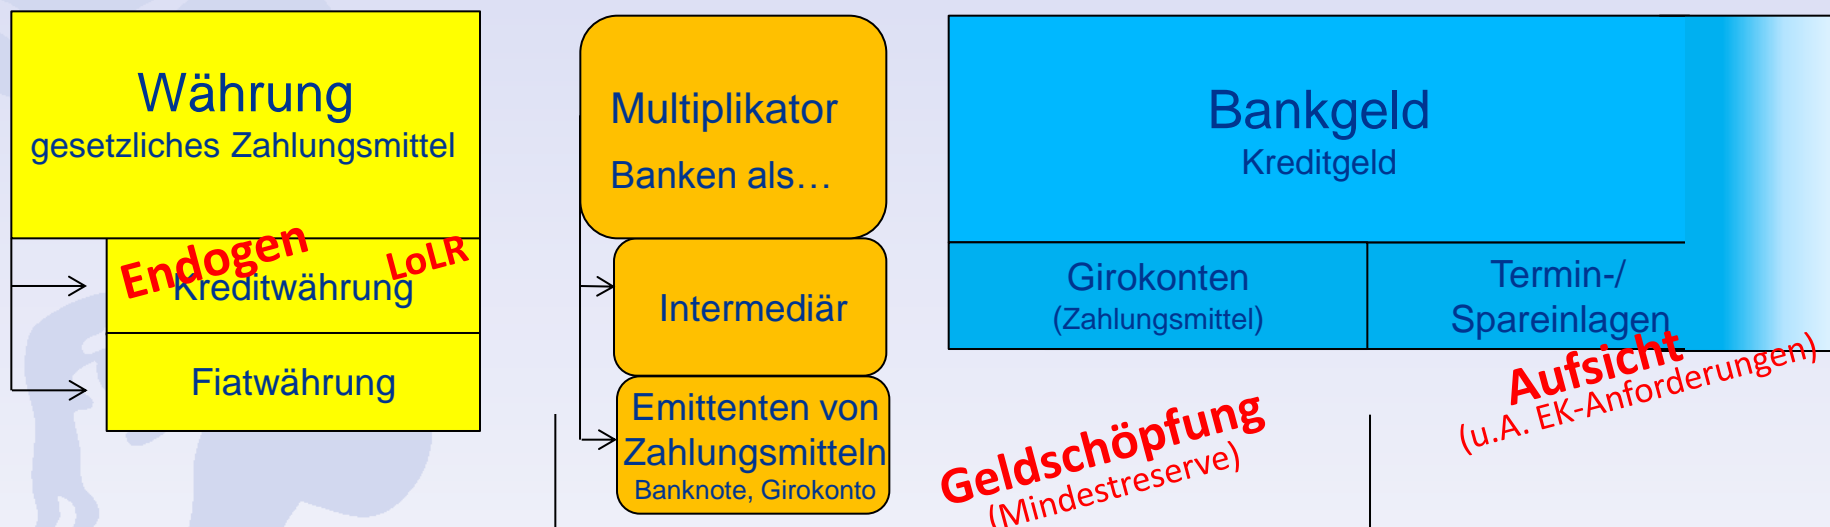 Währung
gesetzliches Zahlungsmittel
Endogen
LoLR
Kreditwährung
Fiatwährung
Multiplikator
Banken als…
Intermediär
Emittenten von
Zahlungsmitteln
Banknote, Girokonto
Bankgeld
Kreditgeld
Girokonten
(Zahlungsmittel)
Termin-/
Spareinlagen
Geldschöpfung
(Mindestreserve)
Aufsicht
(u.A. EK-Anforderungen)